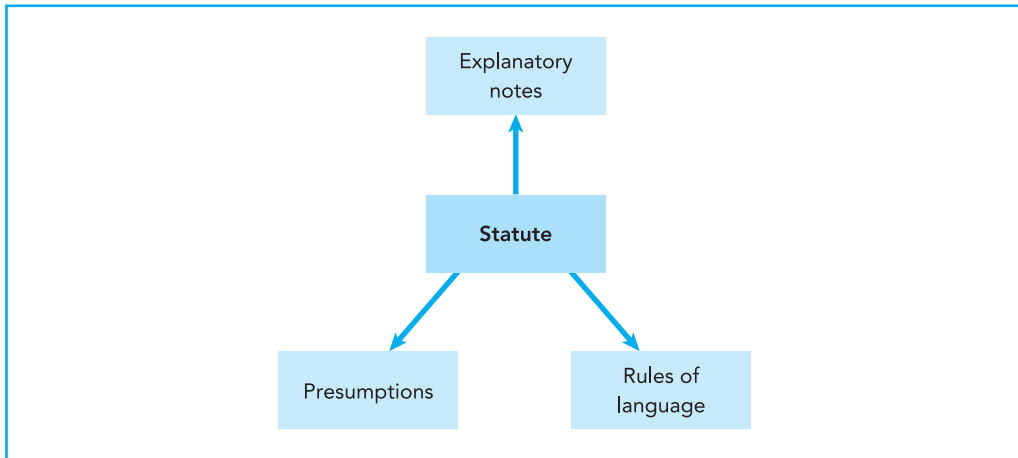 Explanatory
notes
Statute
Presumptions
Rules of
language